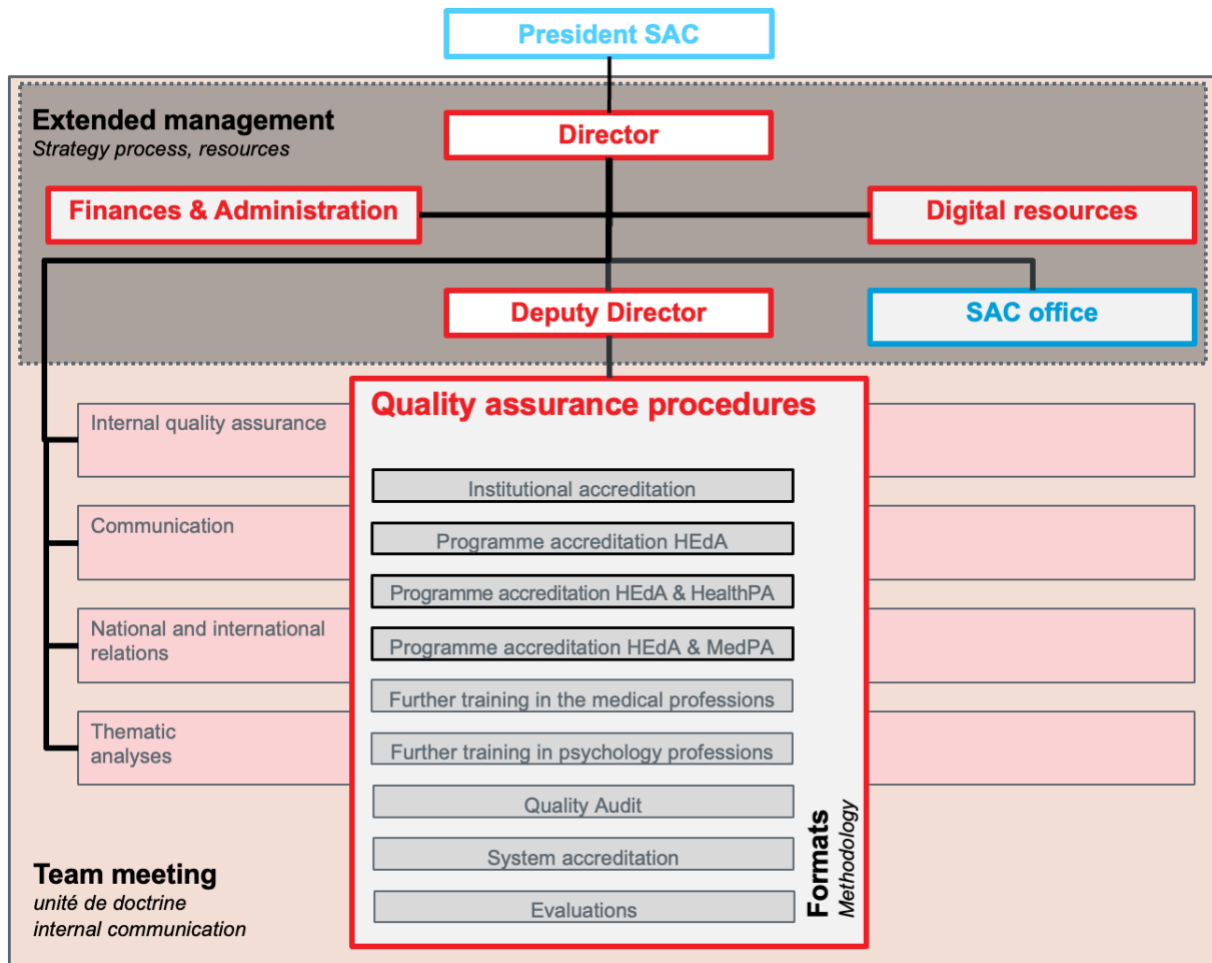 President SAC
Extended management
Strategy process, resources
Director
Finances & Administration
Digital resources
Deputy Director
SAC office
Quality assurance procedures
Internal quality assurance
Communication
National and international
relations
Thematic
analyses
Institutional accreditation
Programme accreditation HEdA
Programme accreditation HEdA & HealthPA
Programme accreditation HEdA & MedPA
Further training in the medical professions
Further training in psychology professions
Quality Audit
System accreditation
Evaluations
Formats
Methodology
Team meeting
unité de doctrine
internal communication